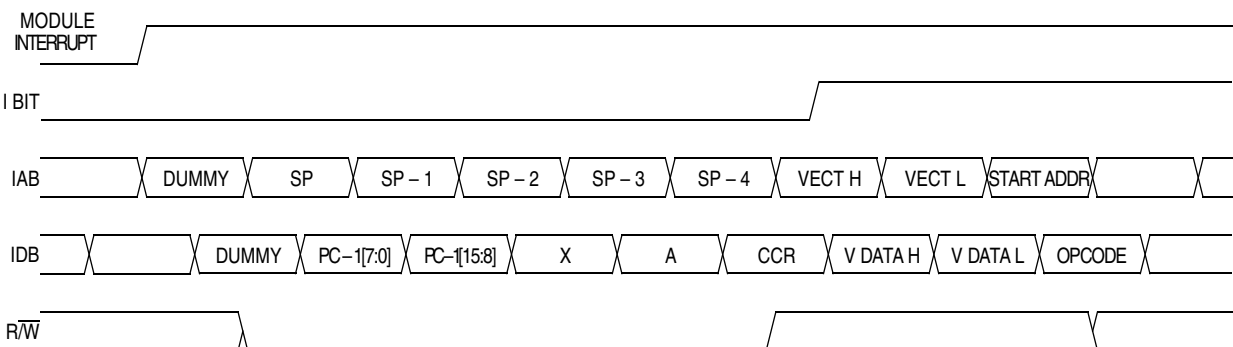 MODULE
INTERRUPT
I BIT
IAB DUMMY SP SP – 1 SP – 2 SP – 3 SP – 4 VECT H VECT L START ADDR
IDB DUMMY PC–1[7:0] PC–1[15:8] X A CCR V DATA H V DATA L OPCODE
R/W